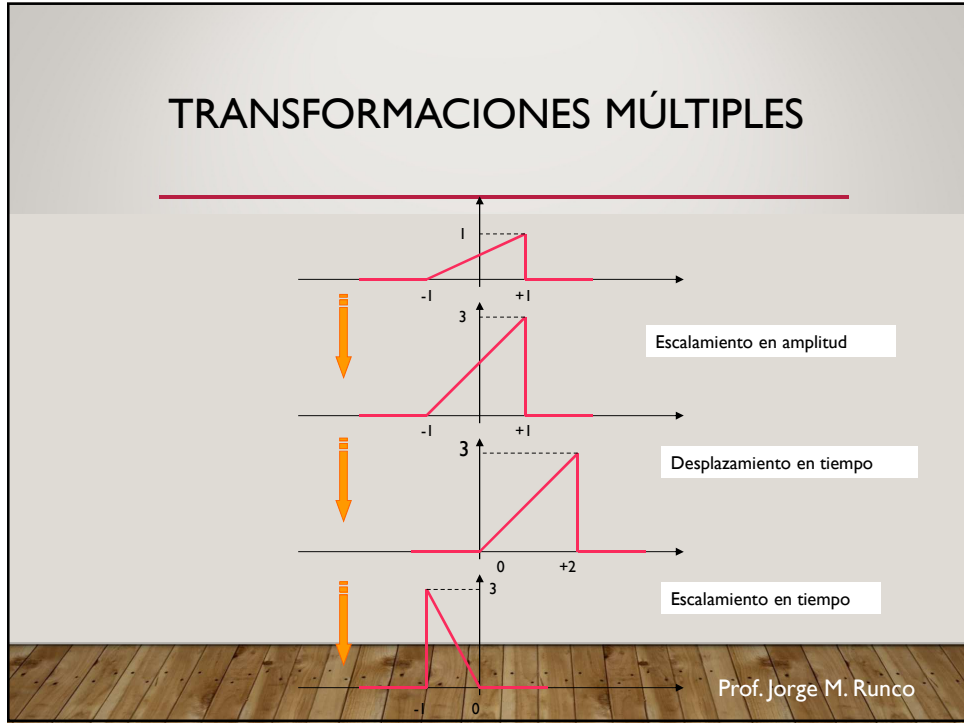 TRANSFORMACIONES MÚLTIPLES
1
-1 +1
3
Escalamiento en amplitud
-1 +1
3
Desplazamiento en tiempo
0 +2
3
Escalamiento en tiempo
-1 0
Prof. Jorge M. Runco